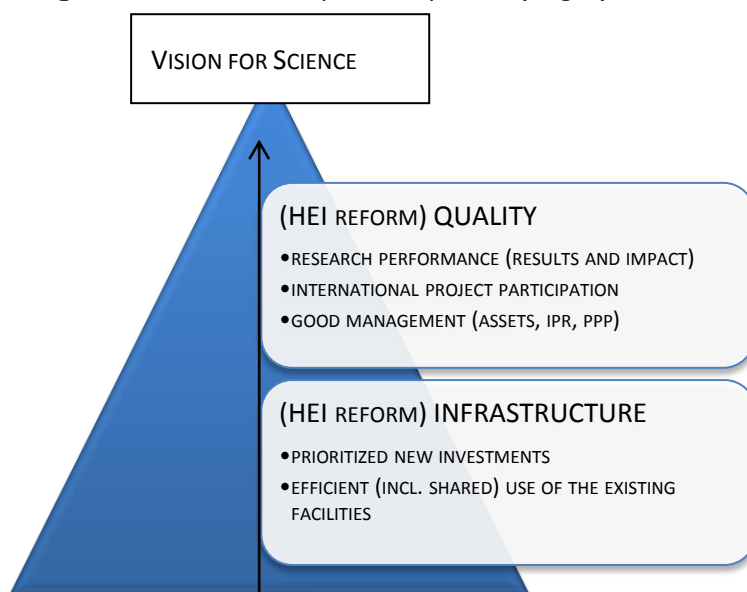 VISION FOR SCIENCE
(HEI REFORM) QUALITY
•RESEARCH PERFORMANCE (RESULTS AND IMPACT)
•INTERNATIONAL PROJECT PARTICIPATION
•GOOD MANAGEMENT (ASSETS, IPR, PPP)
(HEI REFORM) INFRASTRUCTURE
•PRIORITIZED NEW INVESTMENTS
•EFFICIENT (INCL. SHARED) USE OF THE EXISTING
FACILITIES